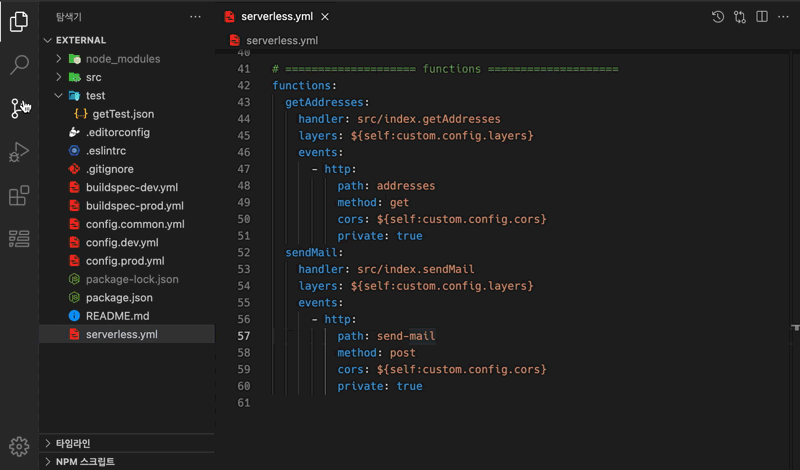 탐색기 ···
EXTERNAL
node_modules
src
test
{..} getTest.json
.editorconfig
.eslintrc
.gitignore
buildspec-dev.yml
buildspec-prod.yml
config.common.yml
config.dev.yml
config.prod.yml
package-lock.json
package.json
README.md
serverless.yml
타임라인
NPM 스크립트
serverless.yml
serverless.yml
40
41 # ==================== functions ====================
42 functions:
43 getAddresses:
44 handler: src/index.getAddresses
45 layers: ${self:custom.config.layers}
46 events:
47 - http:
48 path: addresses
49 method: get
50 cors: ${self:custom.config.cors}
51 private: true
52 sendMail:
53 handler: src/index.sendMail
54 layers: ${self:custom.config.layers}
55 events:
56 - http:
57 path: send-mail
58 method: post
59 cors: ${self:custom.config.cors}
60 private: true
61